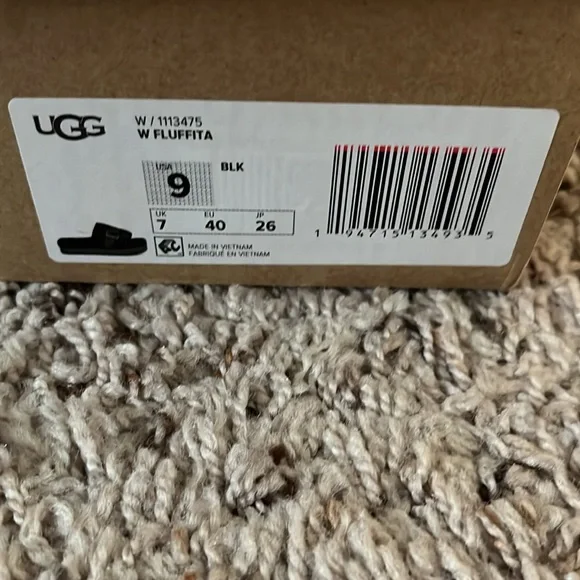 UGG
W / 1113475
W FLUFFITA
USA
9
BLK
UK EU JP
7 40 26
MADE IN VIETNAM
FABRIQUÉ EN VIETNAM
1 94715 13493 5